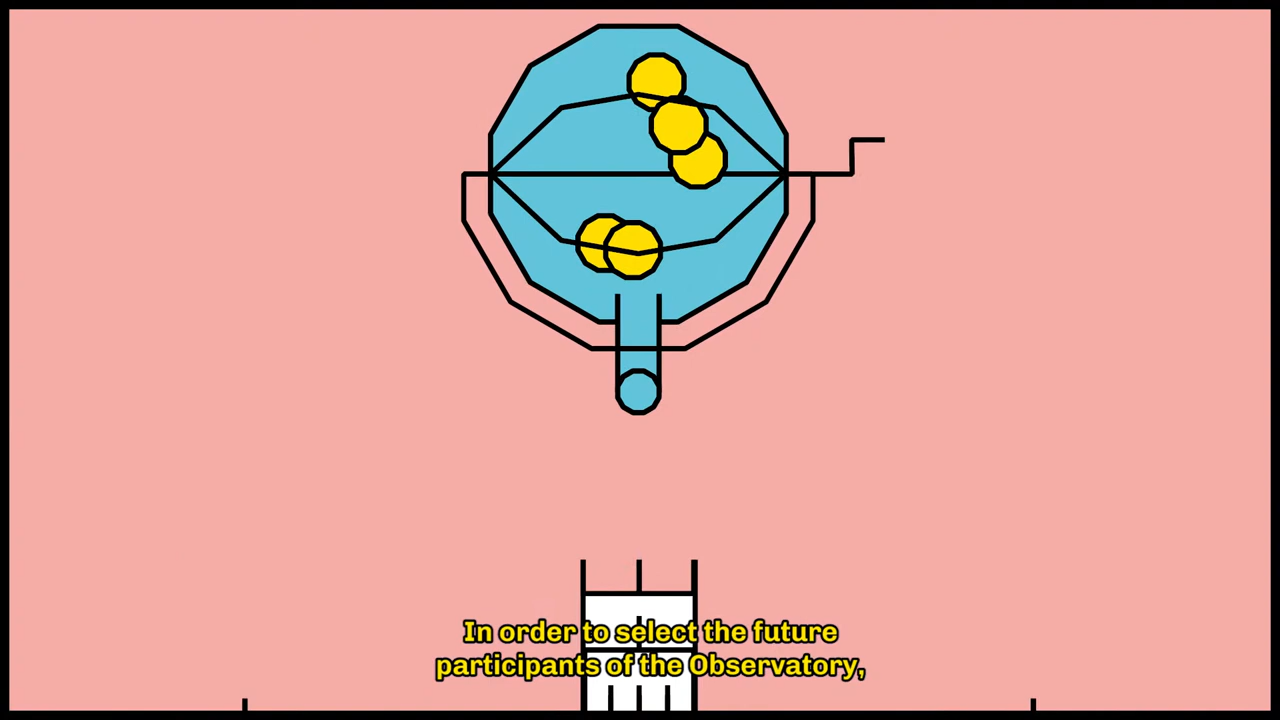 In order to select the future
participants of the Observatory,